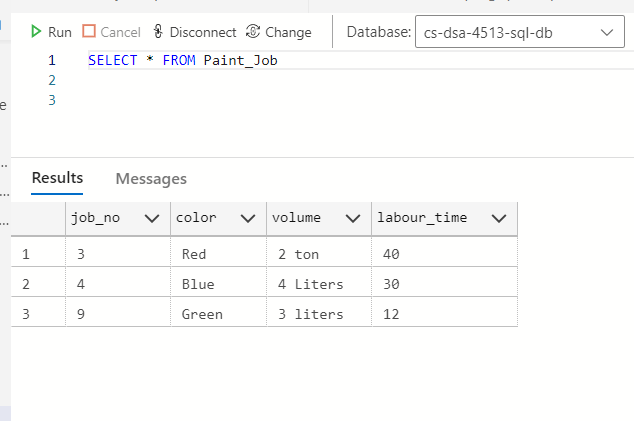 Run Cancel Disconnect Change Database: cs-dsa-4513-sql-db
1 SELECT * FROM Paint_Job
2
3
Results Messages
job_no color volume labour_time
1 3 Red 2 ton 40
2 4 Blue 4 Liters 30
3 9 Green 3 liters 12